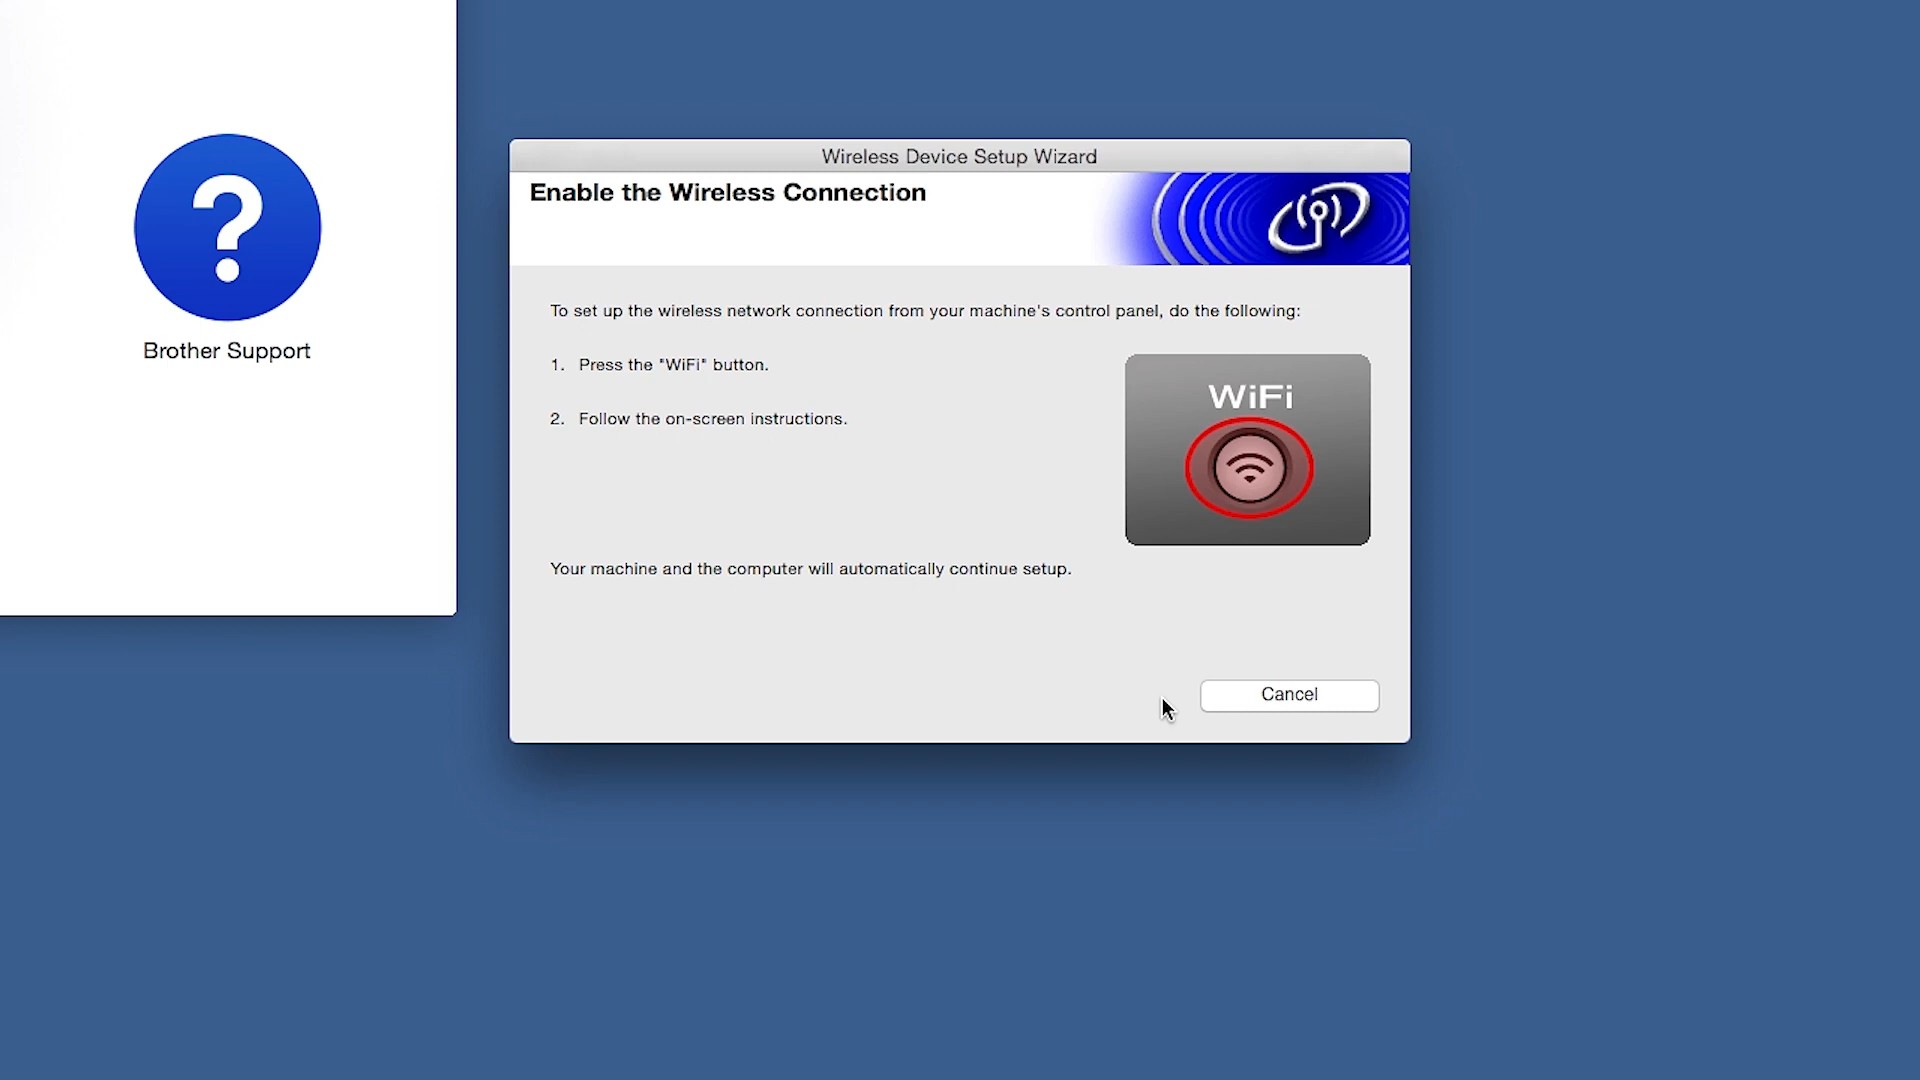 Brother Support
Wireless Device Setup Wizard
Enable the Wireless Connection
To set up the wireless network connection from your machine's control panel, do the following:
1. Press the "WiFi" button.
2. Follow the on-screen instructions.
WiFi
Your machine and the computer will automatically continue setup.
Cancel